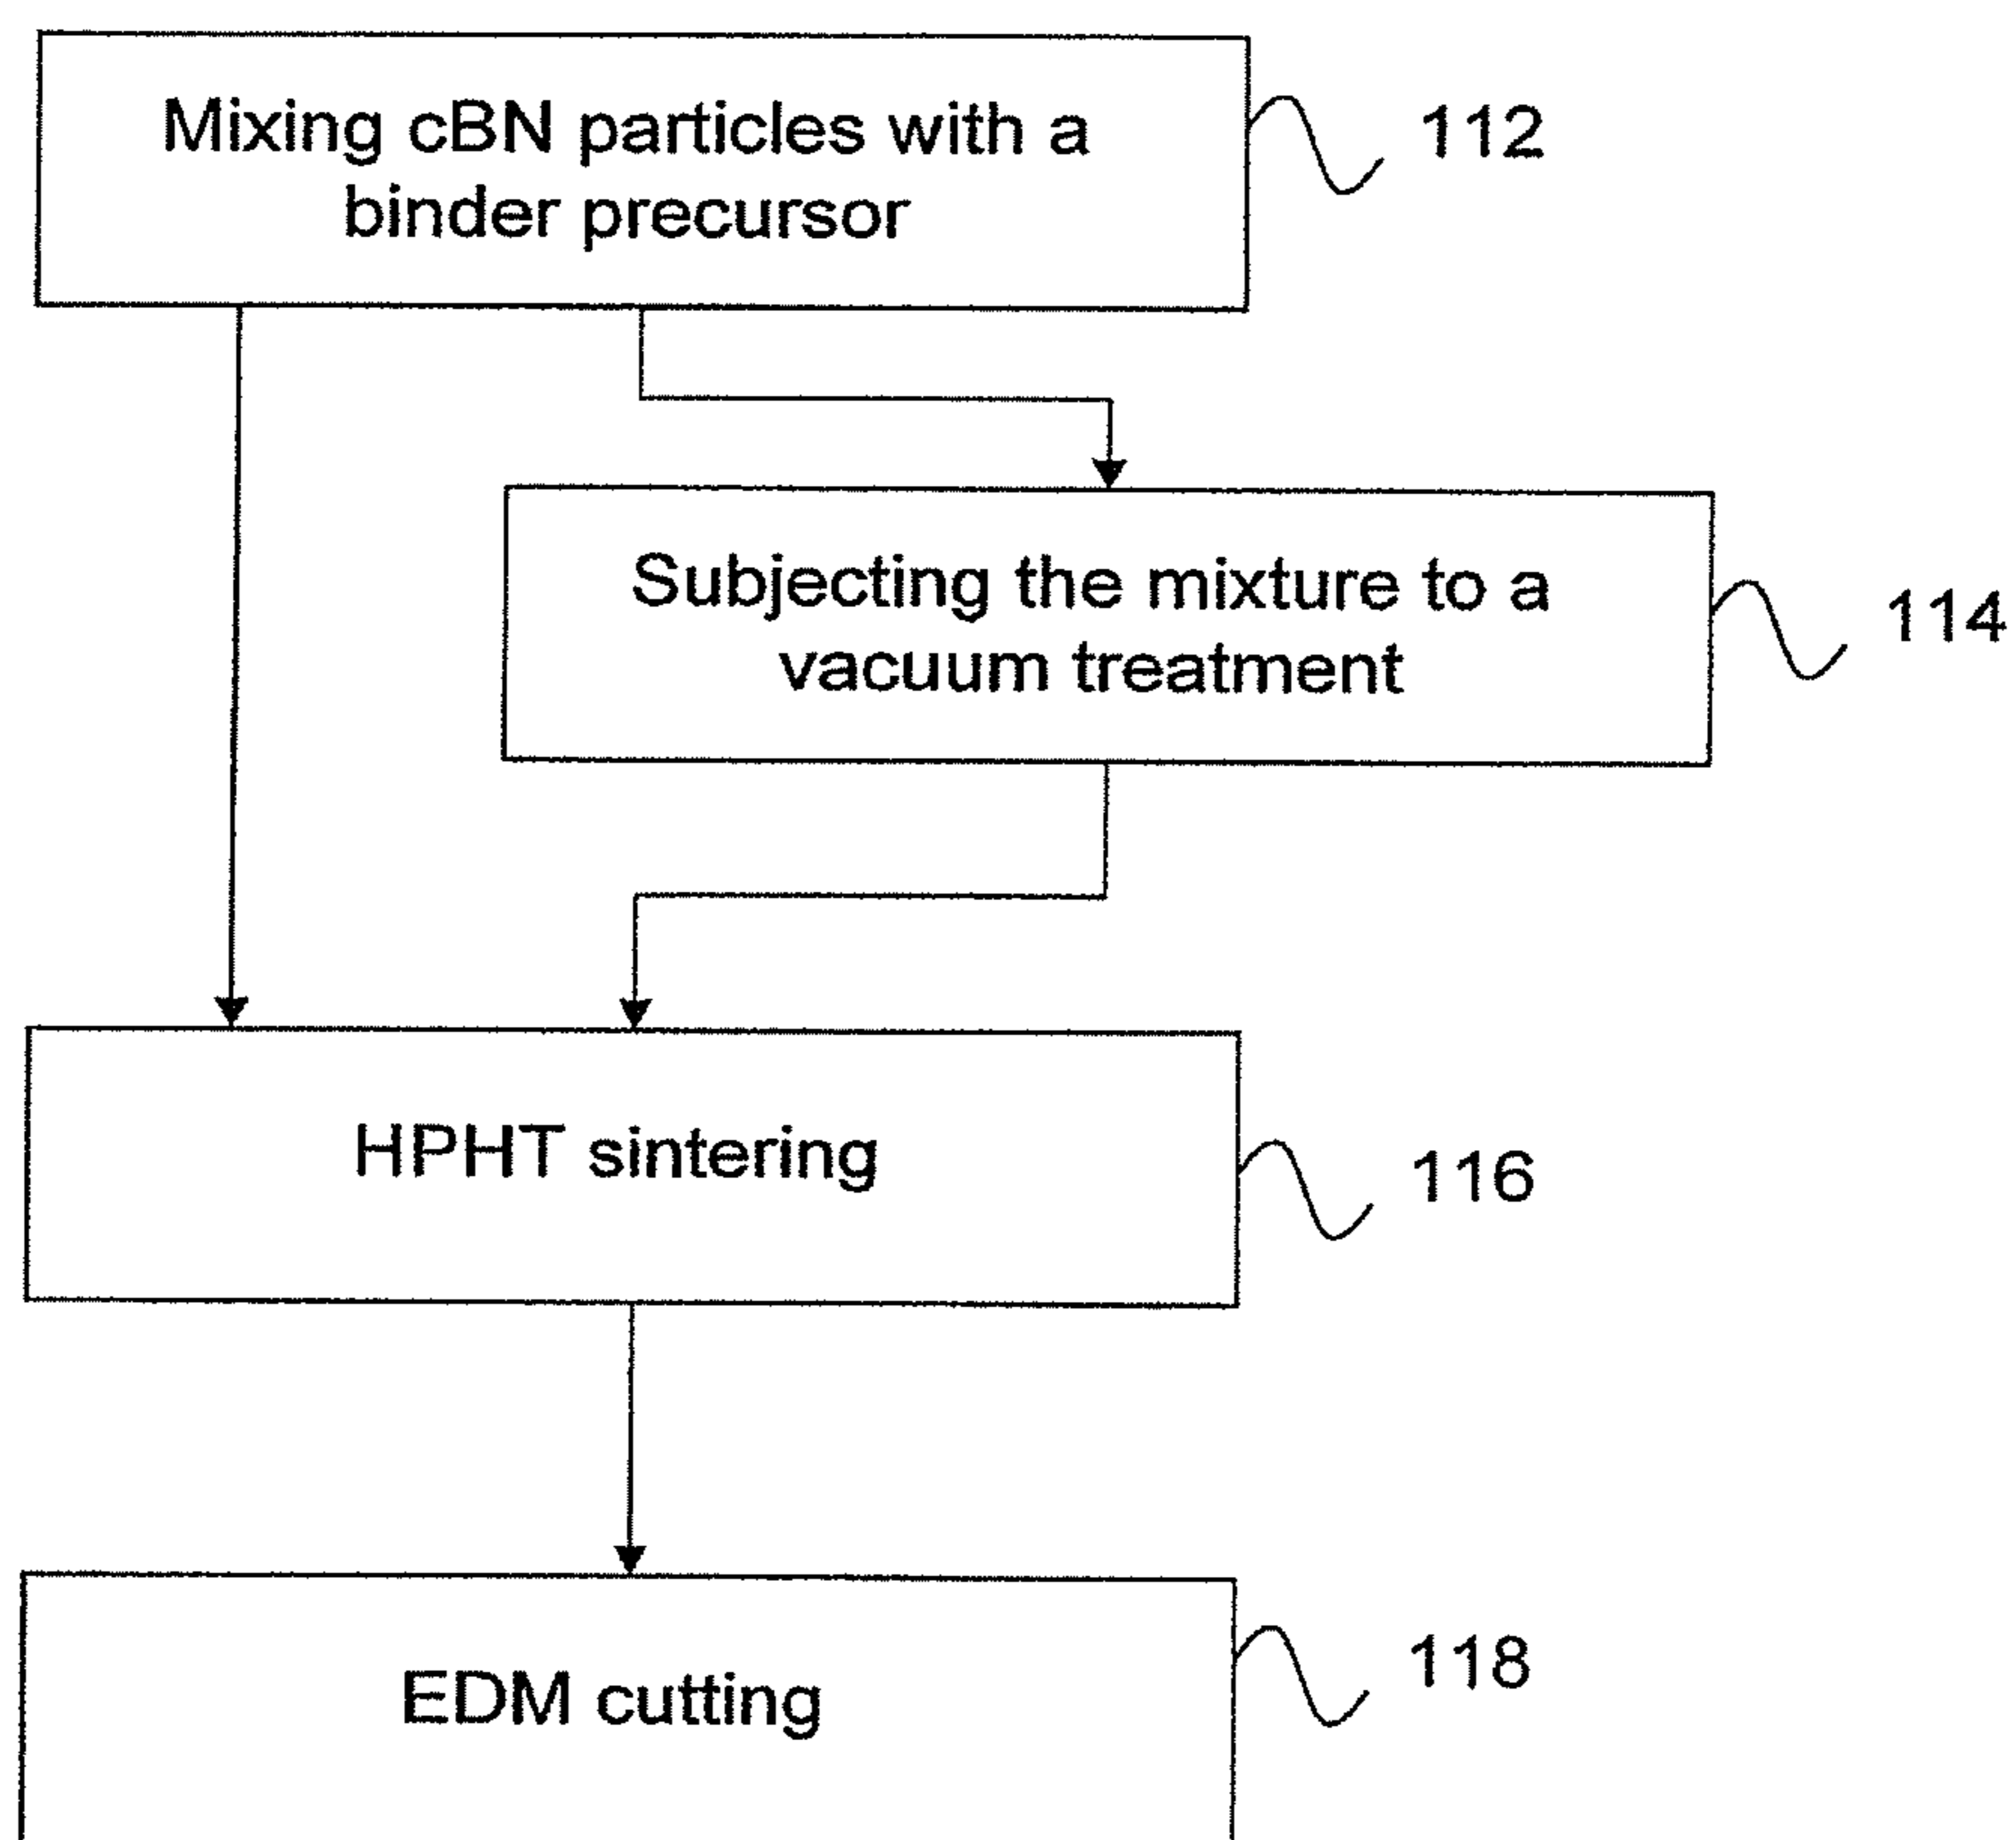 Mixing cBN particles with a
binder precursor
112
Subjecting the mixture to a
vacuum treatment
114
HPHT sintering
116
EDM cutting
118